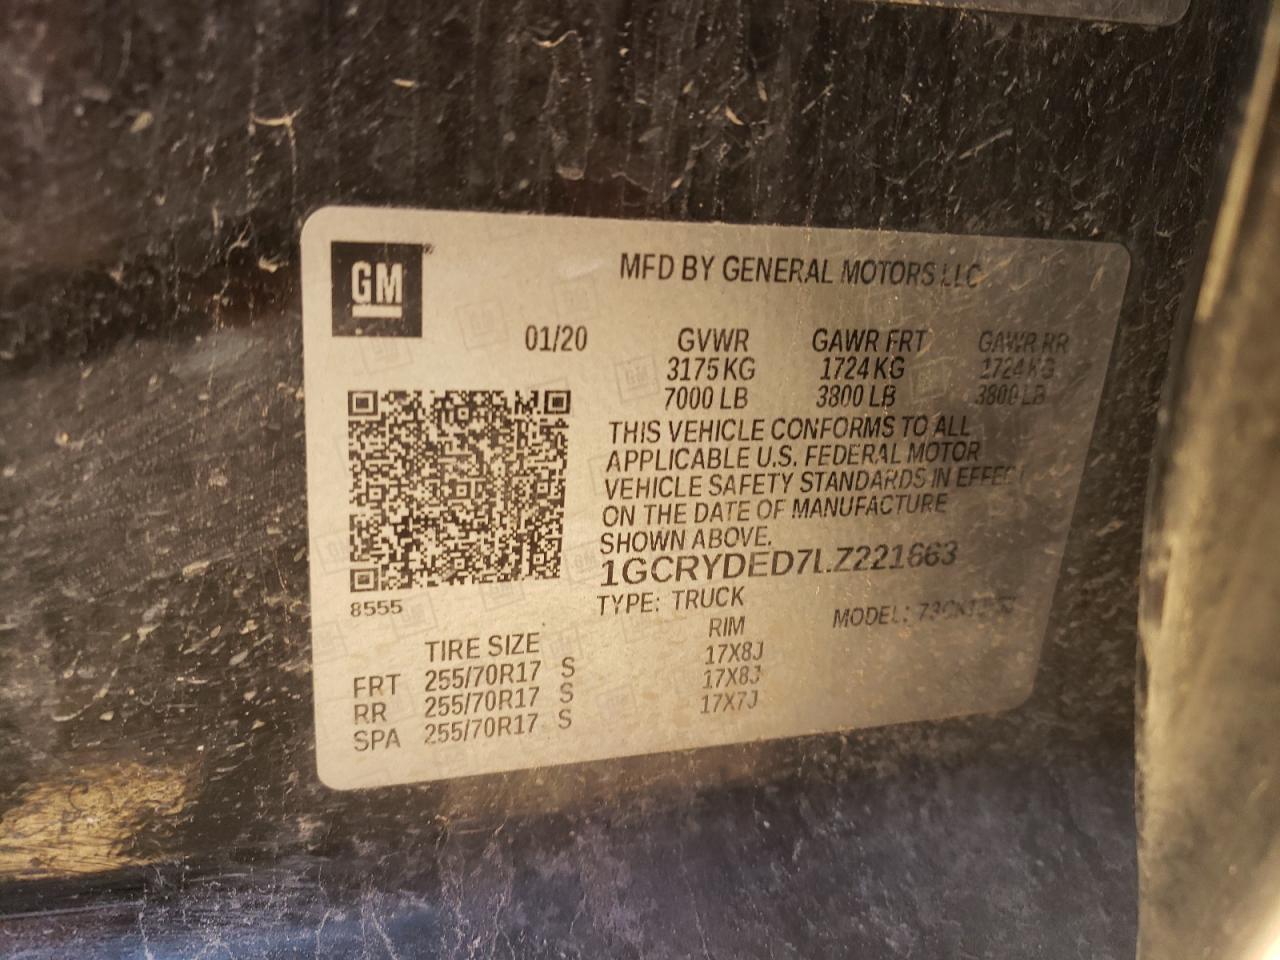 GM
MFD BY GENERAL MOTORS LLC
01/20 GVWR GAWR FRT GAWR RR
3175 KG 1724 KG 1724 KG
7000 LB 3800 LB 3800 LB
THIS VEHICLE CONFORMS TO ALL
APPLICABLE U.S. FEDERAL MOTOR
VEHICLE SAFETY STANDARDS IN EFFECT
ON THE DATE OF MANUFACTURE
SHOWN ABOVE.
1GCRYDED7LZ221663
8555
TYPE: TRUCK MODEL:
TIRE SIZE RIM
FRT 255/70R17 S 17X8J
RR 255/70R17 S 17X8J
SPA 255/70R17 S 17X7J